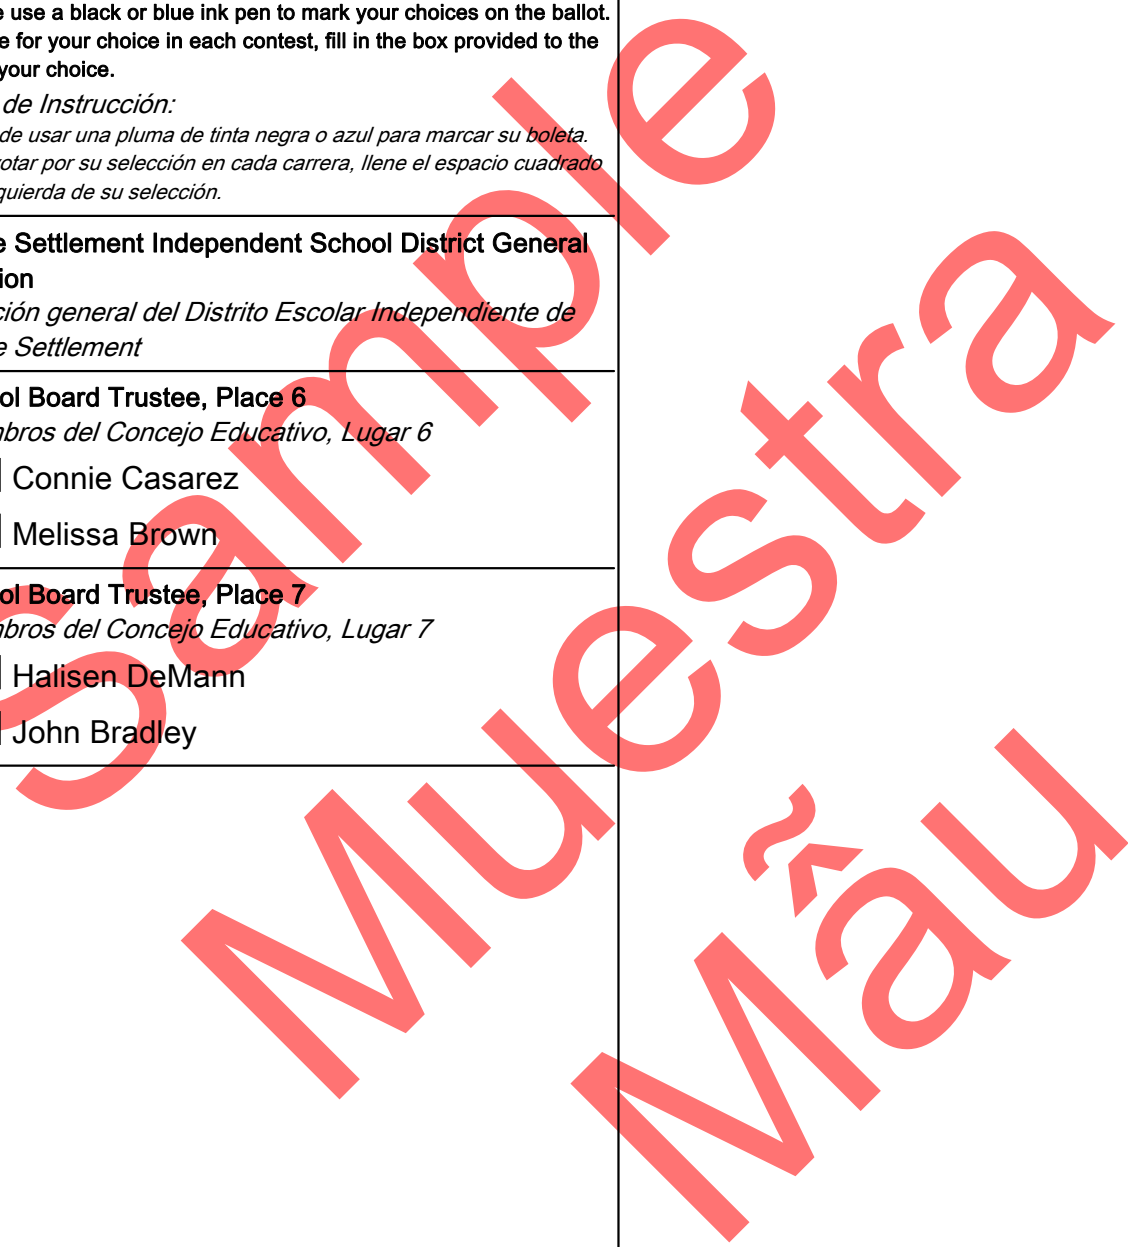 use a black or blue ink pen to mark your choices on the ballot.
for your choice in each contest, fill in the box provided to the
your choice.
de Instrucción:
de usar una pluma de tinta negra o azul para marcar su boleta.
votar por su selección en cada carrera, llene el espacio cuadrado
quierda de su selección.
e Settlement Independent School District General
ion
ción general del Distrito Escolar Independiente de
e Settlement
ol Board Trustee, Place 6
mbros del Concejo Educativo, Lugar 6
Connie Casarez
Melissa Brown
ol Board Trustee, Place 7
mbros del Concejo Educativo, Lugar 7
Halisen DeMann
John Bradley
Sample
Muestra
Mẫu